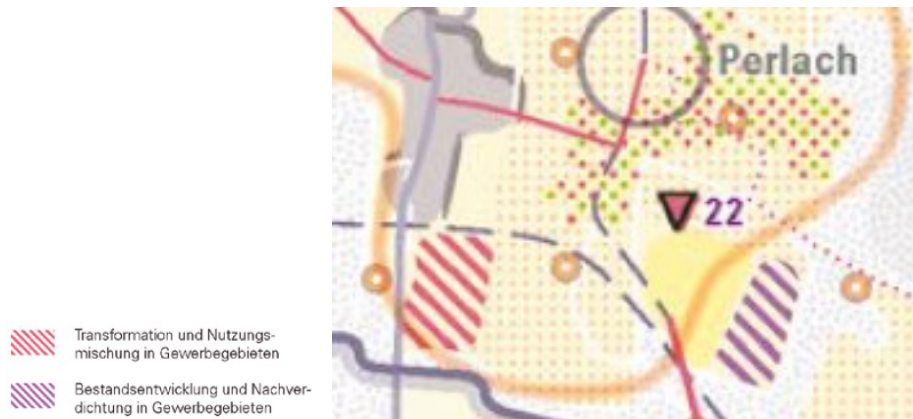 Perlach
22
Transformation und Nutzungs-
mischung in Gewerbegebieten
Bestandsentwicklung und Nachver-
dichtung in Gewerbegebieten